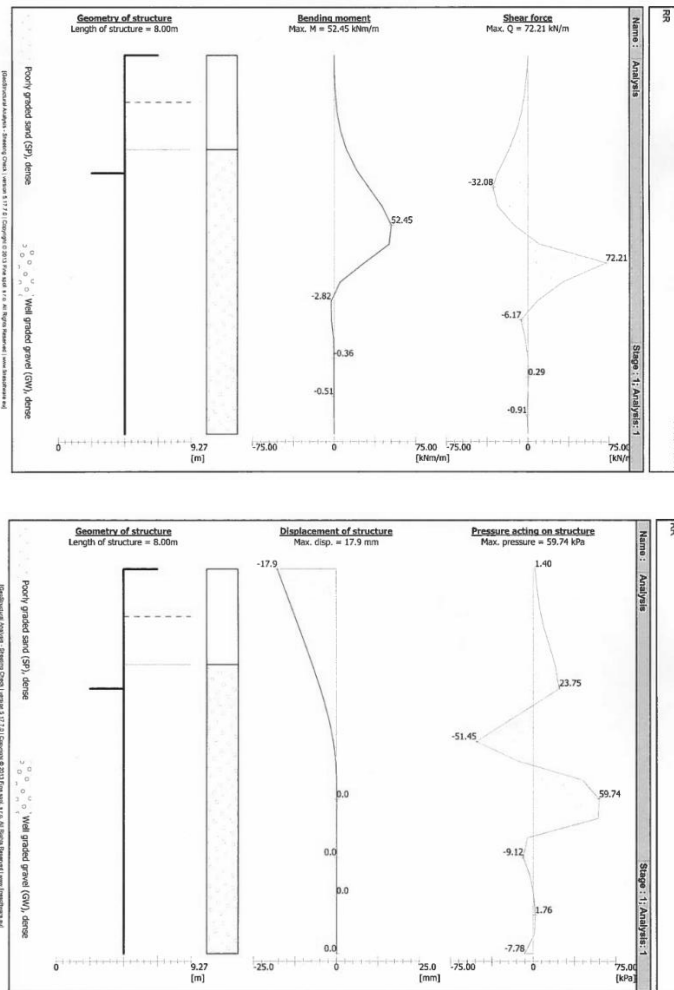 RR
Name : Analysis
Stage : 1; Analysis: 1
Geometry of structure
Length of structure = 8.00m
Bending moment
Max. M = 52.45 kNm/m
Shear force
Max. Q = 72.21 kN/m
-32.08
52.45
72.21
-2.82
-6.17
-0.36
0.29
-0.51
-0.91
0
9.27
[m]
-75.00
0
75.00
[kNm/m]
-75.00
0
75.00
[kN/m
Poorly graded sand (SP), dense
Well graded gravel (GW), dense
Name : Analysis
Stage : 1; Analysis: 1
Geometry of structure
Length of structure = 8.00m
Displacement of structure
Max. disp. = 17.9 mm
Pressure acting on structure
Max. pressure = 59.74 kPa
-17.9
1.40
23.75
-51.45
0.0
59.74
0.0
-9.12
0.0
1.76
0.0
-7.78
0
9.27
[m]
-25.0
0
25.0
[mm]
-75.00
0
75.00
[kPa]
Poorly graded sand (SP), dense
Well graded gravel (GW), dense